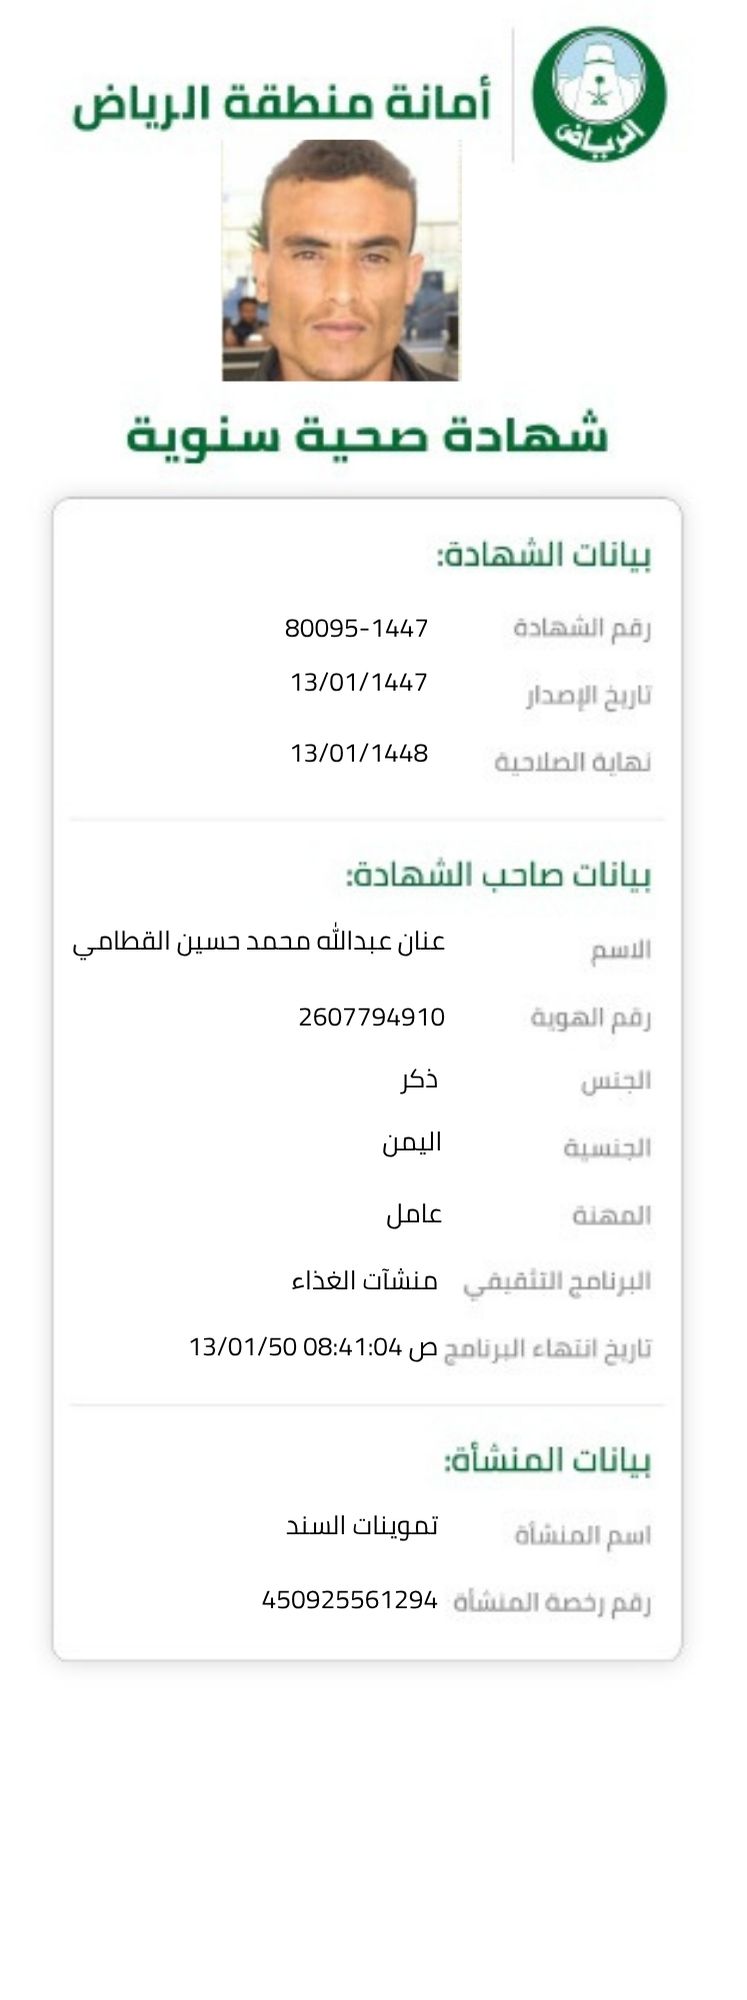 أمانة منطقة الرياض
الرياض
شهادة صحية سنوية
بيانات الشهادة:
رقم الشهادة 80095-1447
تاريخ الإصدار 13/01/1447
نهاية الصلاحية 13/01/1448
بيانات صاحب الشهادة:
الاسم عنان عبدالله محمد حسين القطامي
رقم الهوية 2607794910
الجنس ذكر
الجنسية اليمن
المهنة عامل
البرنامج التثقيفي منشآت الغذاء
تاريخ انتهاء البرنامج 13/01/50 08:41:04 ص
بيانات المنشأة:
اسم المنشأة تموينات السند
رقم رخصة المنشأة 450925561294